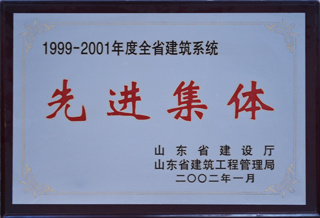 1999-2001年度全省建筑系统
先进集体
山东省建设厅
山东省建筑工程管理局
二〇〇二年一月